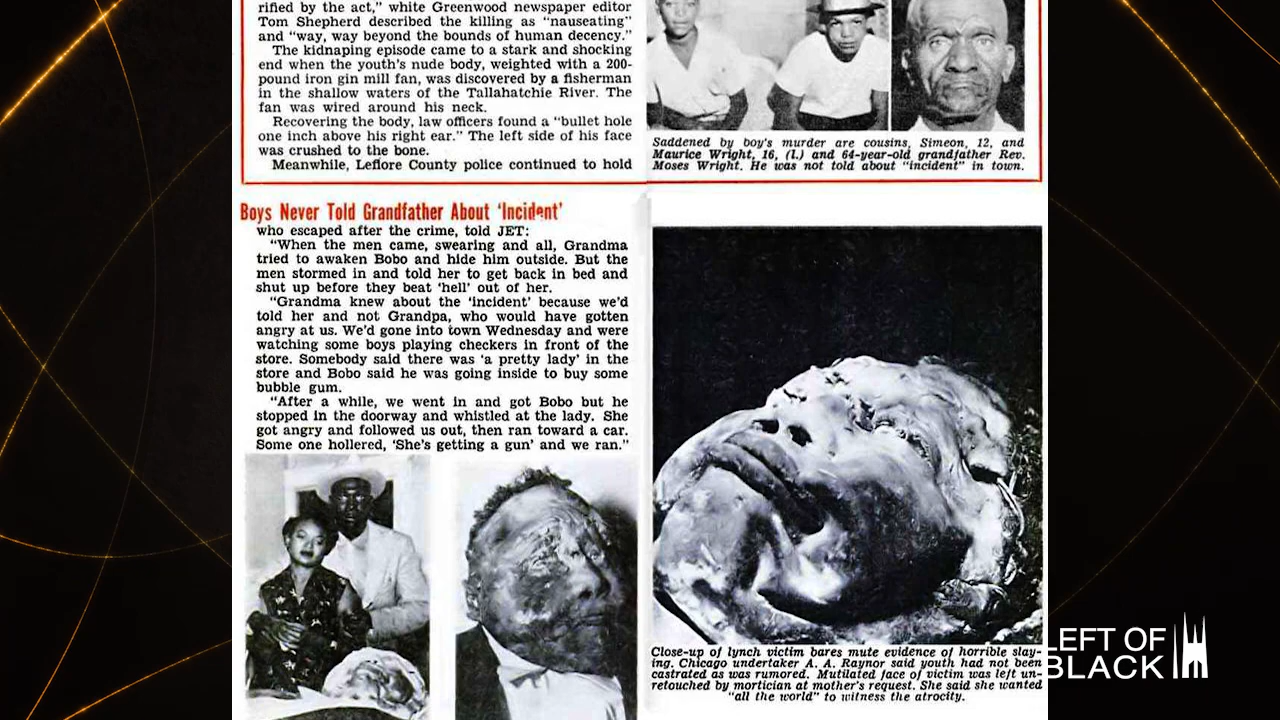 rified by the act,” white Greenwood newspaper editor
Tom Shepherd described the killing as “nauseating”
and “way, way beyond the bounds of human decency.”
The kidnaping episode came to a stark and shocking
end when the youth’s nude body, weighted with a 200-
pound iron gin mill fan, was discovered by a fisherman
in the shallow waters of the Tallahatchie River. The
fan was wired around his neck.
Recovering the body, law officers found a “bullet hole
one inch above his right ear.” The left side of his face
was crushed to the bone.
Meanwhile, Leflore County police continued to hold
Saddened by boy’s murder are cousins, Simeon, 12, and
Maurice Wright, 16, (l.) and 64-year-old grandfather Rev.
Moses Wright. He was not told about “incident” in town.
Boys Never Told Grandfather About ‘Incident’
who escaped after the crime, told JET:
“When the men came, swearing and all, Grandma
tried to awaken Bobo and hide him outside. But the
men stormed in and told her to get back in bed and
shut up before they beat ‘hell’ out of her.
“Grandma knew about the ‘incident’ because we’d
told her and not Grandpa, who would have gotten
angry at us. We’d gone into town Wednesday and were
watching some boys playing checkers in front of the
store. Somebody said there was ‘a pretty lady’ in the
store and Bobo said he was going inside to buy some
bubble gum.
“After a while, we went in and got Bobo but he
stopped in the doorway and whistled at the lady. She
got angry and followed us out, then ran toward a car.
Some one hollered, ‘She’s getting a gun’ and we ran.”
Close-up of lynch victim bares mute evidence of horrible slay-
ing. Chicago undertaker A. A. Raynor said youth had not been
castrated as was rumored. Mutilated face of victim was left un-
retouched by mortician at mother’s request. She said she wanted
“all the world” to witness the atrocity.
LEFT OF
BLACK